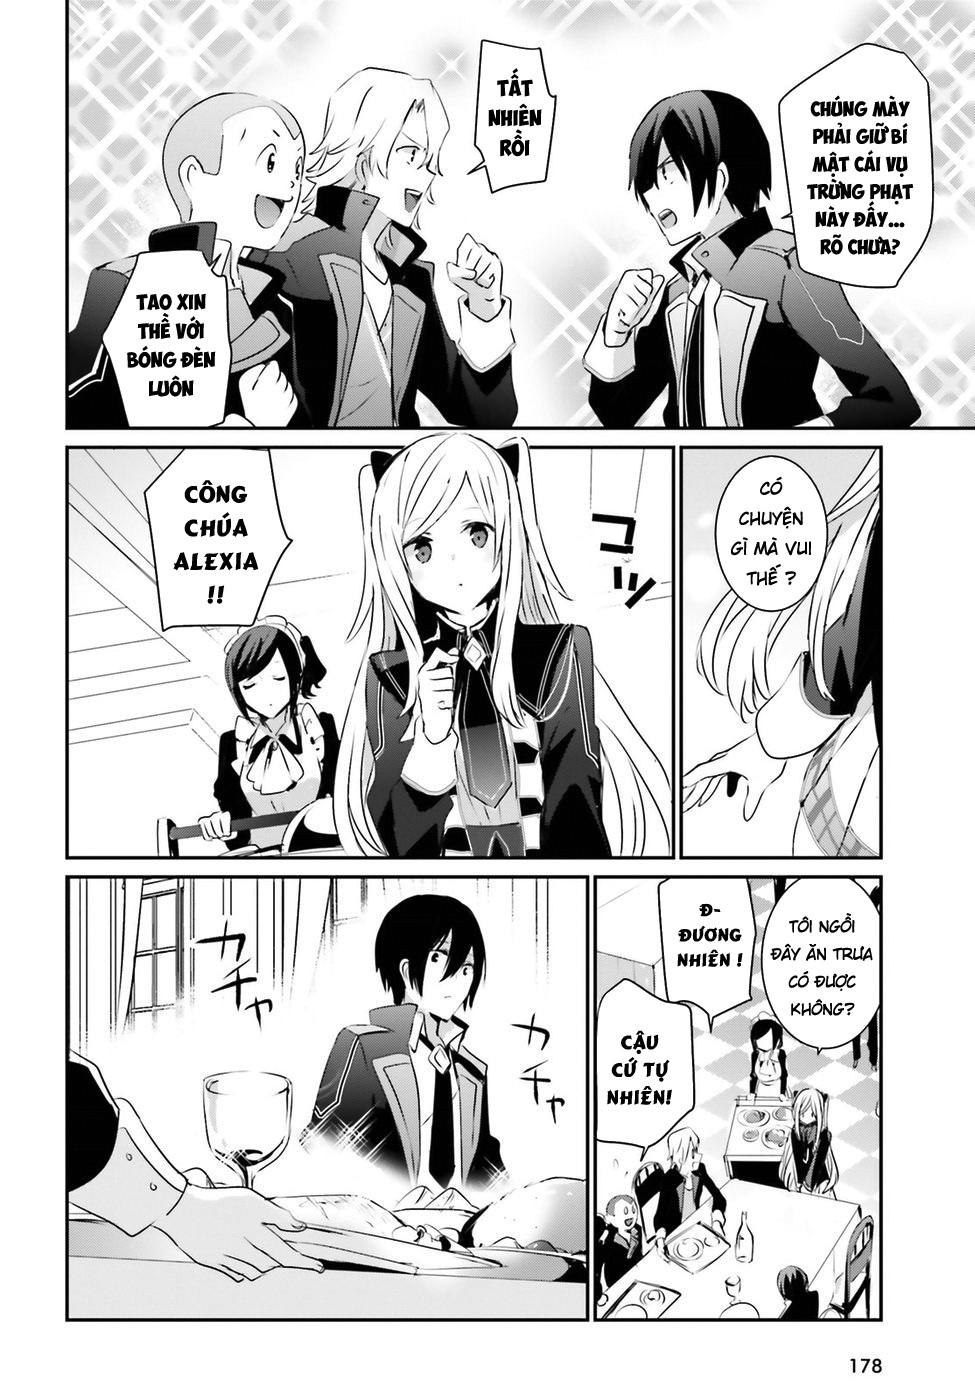 CHÚNG MÀY
PHẢI GIỮ BÍ
MẬT CÁI VỤ
TRỪNG PHẠT
NÀY ĐẤY...
RÕ CHƯA?
TẤT
NHIÊN
RỒI
TAO XIN
THỀ VỚI
BÓNG ĐÈN
LUÔN
CÓ
CHUYỆN
GÌ MÀ VUI
THẾ ?
コツ
CÔNG
CHÚA
ALEXIA
!!
TÔI NGỒI
ĐÂY ĂN TRƯA
CÓ ĐƯỢC
KHÔNG?
Đ-
ĐƯƠNG
NHIÊN !
CẬU
CỨ TỰ
NHIÊN!
カチャ
カチャ
178